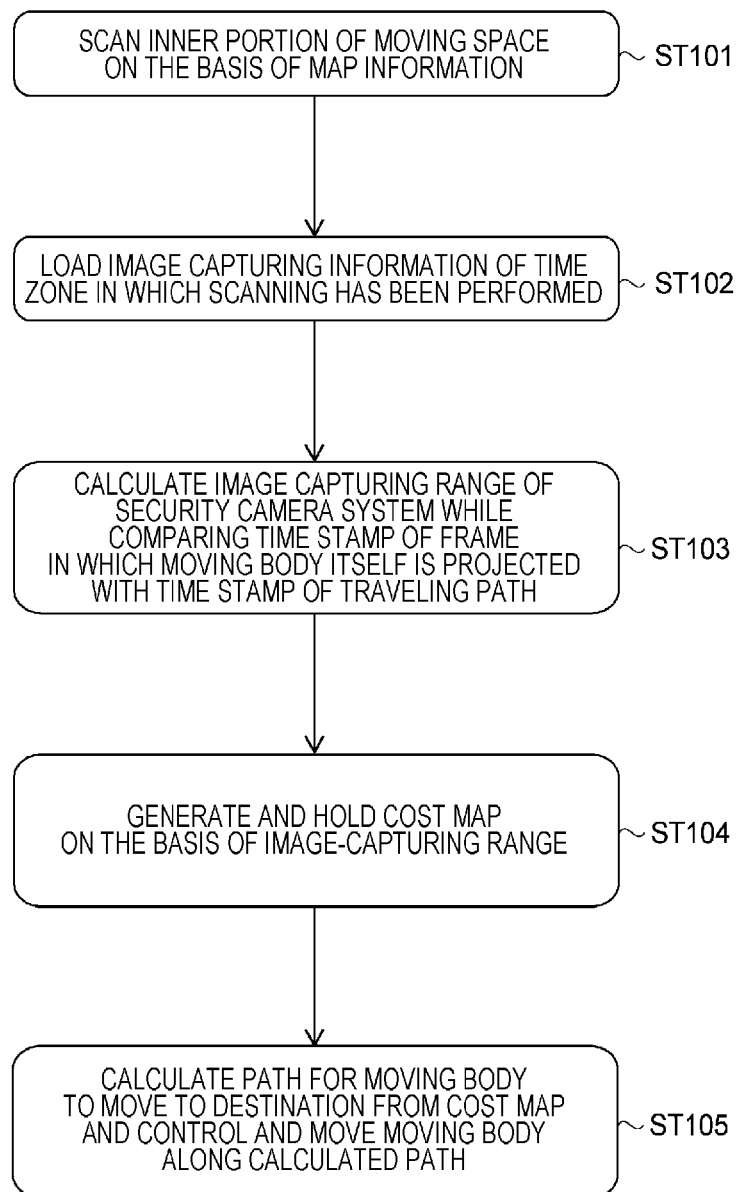 SCAN INNER PORTION OF MOVING SPACE
ON THE BASIS OF MAP INFORMATION
ST101
LOAD IMAGE CAPTURING INFORMATION OF TIME
ZONE IN WHICH SCANNING HAS BEEN PERFORMED
ST102
CALCULATE IMAGE CAPTURING RANGE OF
SECURITY CAMERA SYSTEM WHILE
COMPARING TIME STAMP OF FRAME
IN WHICH MOVING BODY ITSELF IS PROJECTED
WITH TIME STAMP OF TRAVELING PATH
ST103
GENERATE AND HOLD COST MAP
ON THE BASIS OF IMAGE-CAPTURING RANGE
ST104
CALCULATE PATH FOR MOVING BODY
TO MOVE TO DESTINATION FROM COST MAP
AND CONTROL AND MOVE MOVING BODY
ALONG CALCULATED PATH
ST105